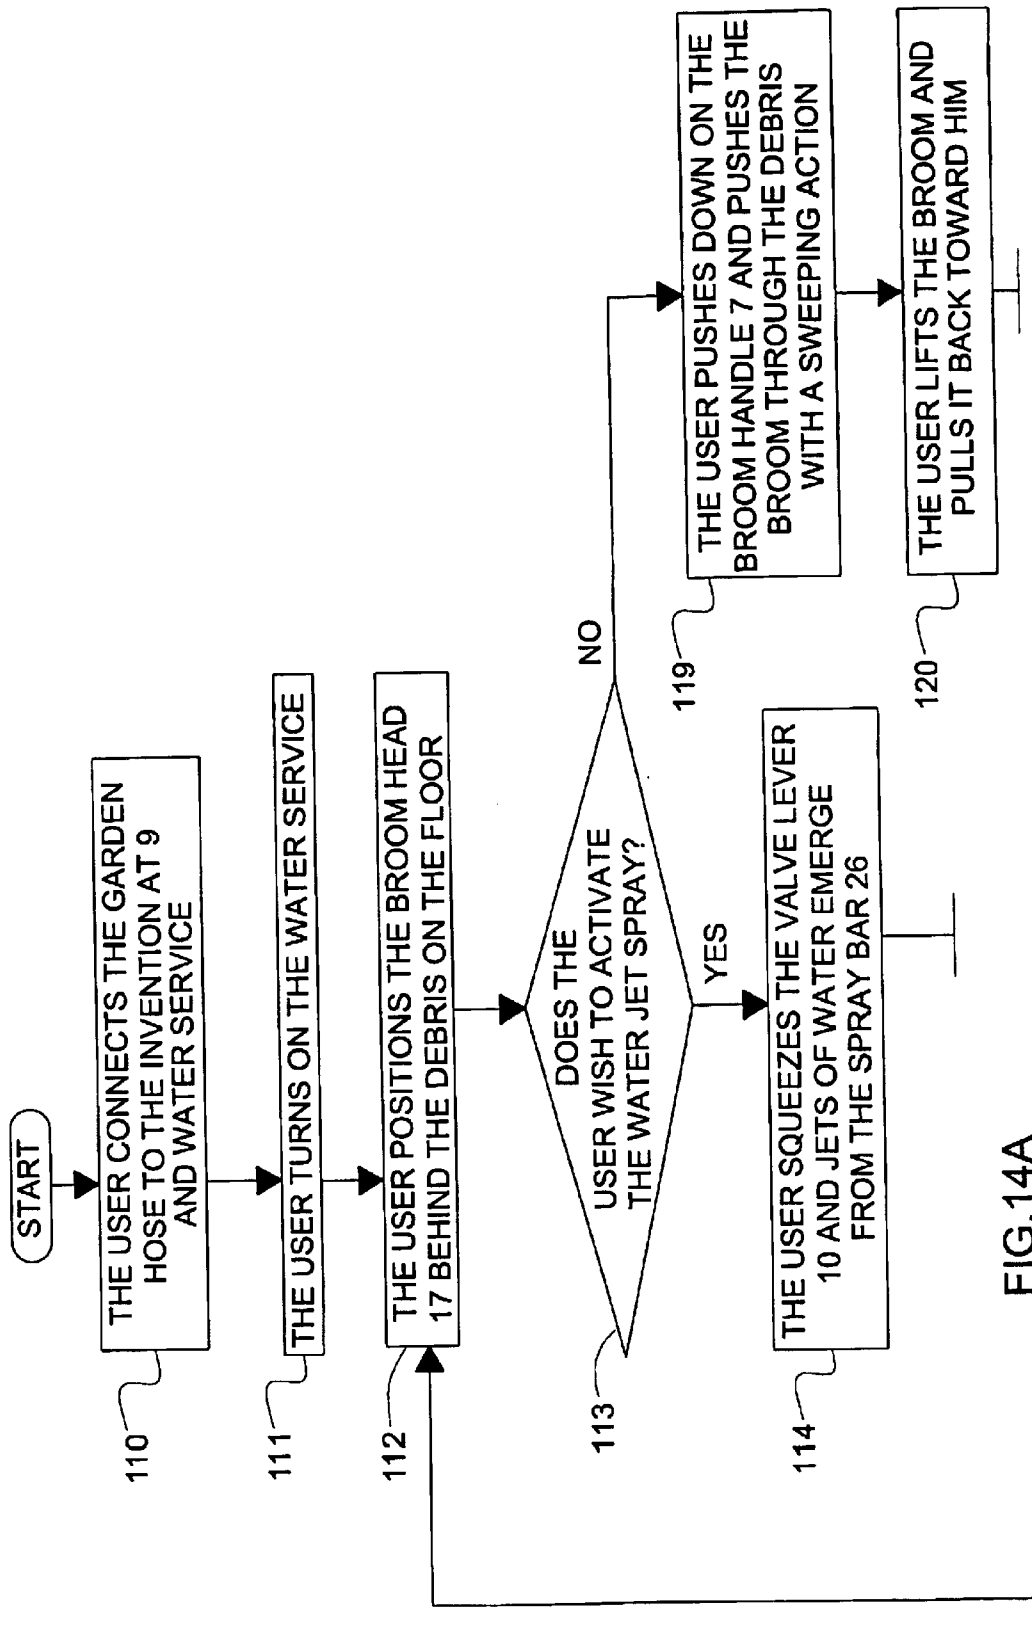 START
THE USER CONNECTS THE GARDEN
HOSE TO THE INVENTION AT 9
AND WATER SERVICE
110
THE USER TURNS ON THE WATER SERVICE
111
THE USER POSITIONS THE BROOM HEAD
17 BEHIND THE DEBRIS ON THE FLOOR
112
DOES THE
USER WISH TO ACTIVATE
THE WATER JET SPRAY?
113
NO
YES
THE USER SQUEEZES THE VALVE LEVER
10 AND JETS OF WATER EMERGE
FROM THE SPRAY BAR 26
114
THE USER PUSHES DOWN ON THE
BROOM HANDLE 7 AND PUSHES THE
BROOM THROUGH THE DEBRIS
WITH A SWEEPING ACTION
119
THE USER LIFTS THE BROOM AND
PULLS IT BACK TOWARD HIM
120
FIG.14A